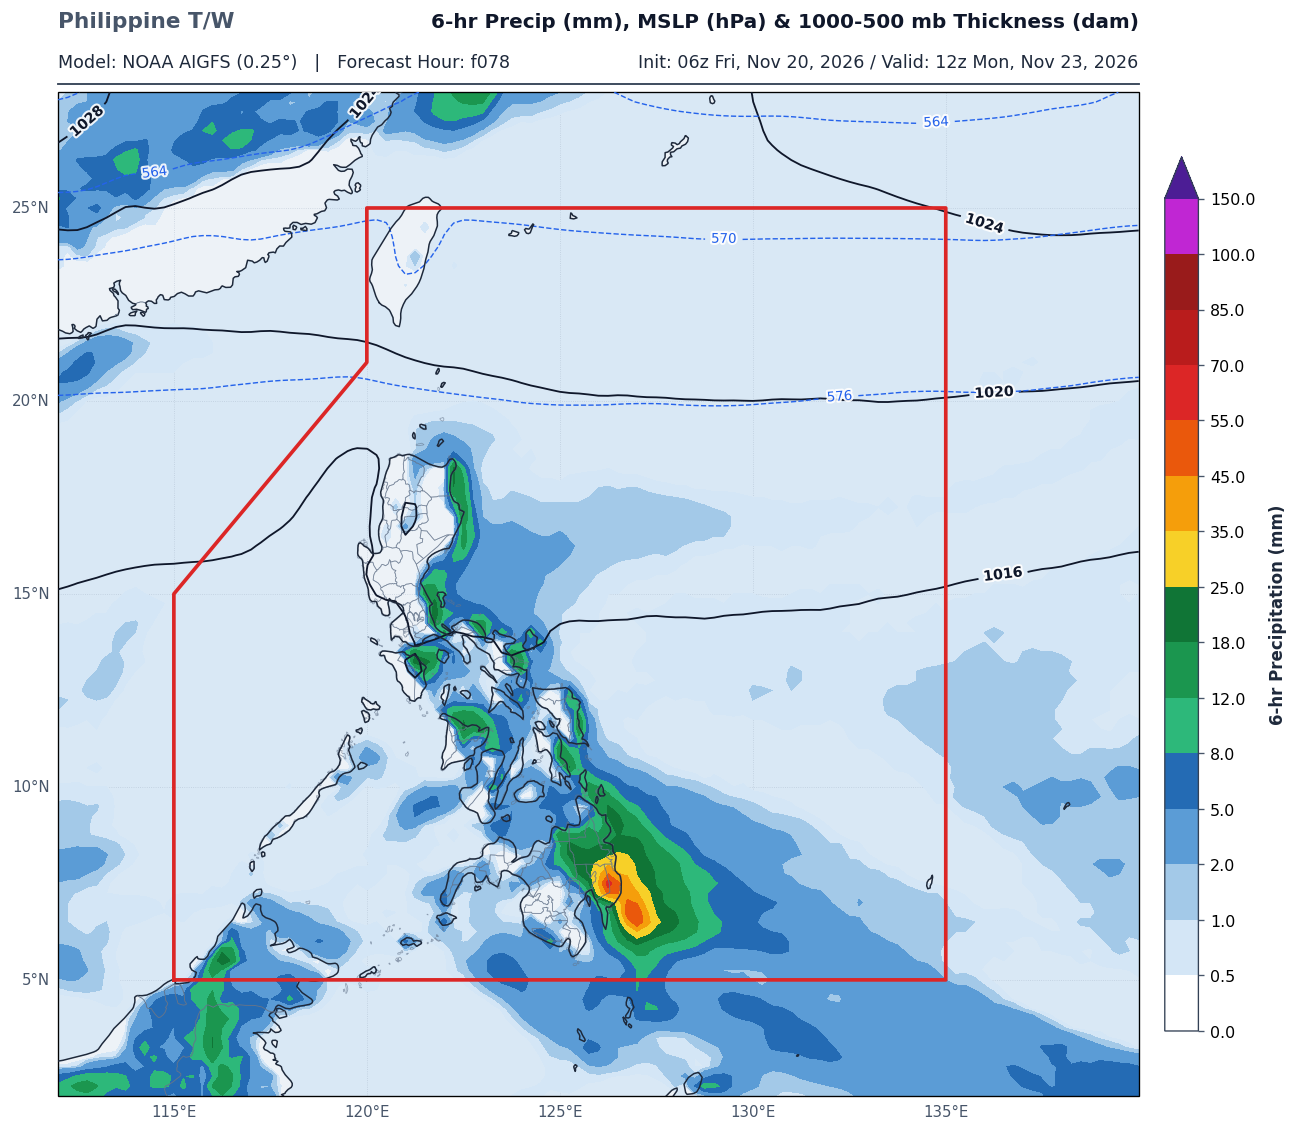 Philippine T/W
6-hr Precip (mm), MSLP (hPa) & 1000-500 mb Thickness (dam)
Model: NOAA AIGFS (0.25°) | Forecast Hour: f078
Init: 06z Fri, Nov 20, 2026 / Valid: 12z Mon, Nov 23, 2026
1028
564
564
1024
25°N
570
20°N
576
1020
15°N
1016
10°N
5°N
115°E
120°E
125°E
130°E
135°E
150.0
100.0
85.0
70.0
55.0
45.0
35.0
25.0
18.0
12.0
8.0
5.0
2.0
1.0
0.5
0.0
6-hr Precipitation (mm)